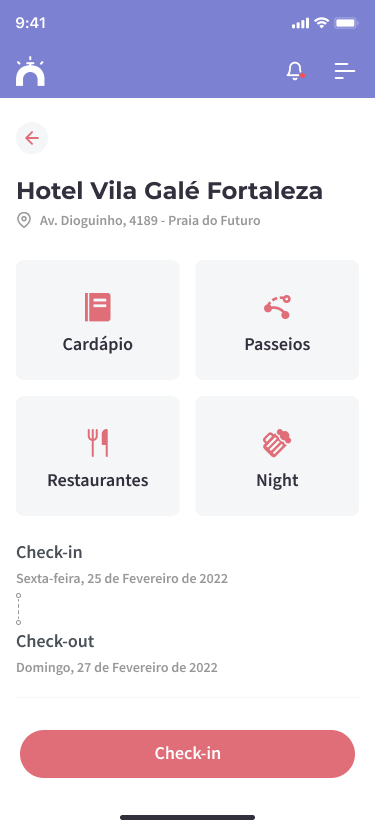 9:41
Hotel Vila Galé Fortaleza
Av. Dioguinho, 4189 - Praia do Futuro
Cardápio
Passeios
Restaurantes
Night
Check-in
Sexta-feira, 25 de Fevereiro de 2022
Check-out
Domingo, 27 de Fevereiro de 2022
Check-in